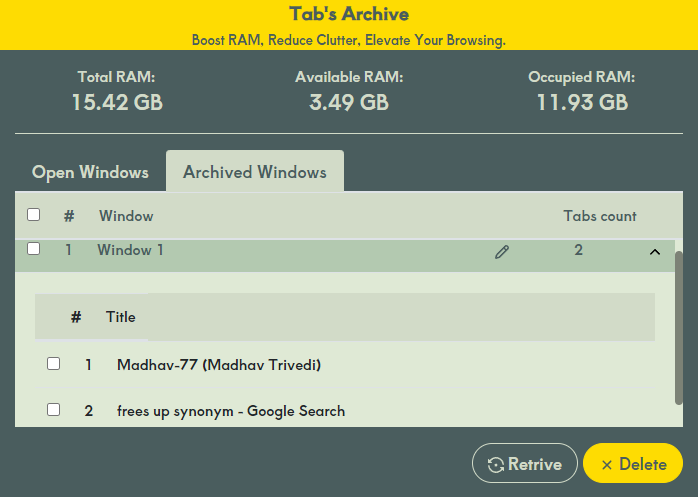 Tab's Archive
Boost RAM, Reduce Clutter, Elevate Your Browsing.
Total RAM: Available RAM: Occupied RAM:
15.42 GB 3.49 GB 11.93 GB
Open Windows Archived Windows
# Window Tabs count
1 Window 1 2
# Title
1 Madhav-77 (Madhav Trivedi)
2 frees up synonym - Google Search
Retrive × Delete